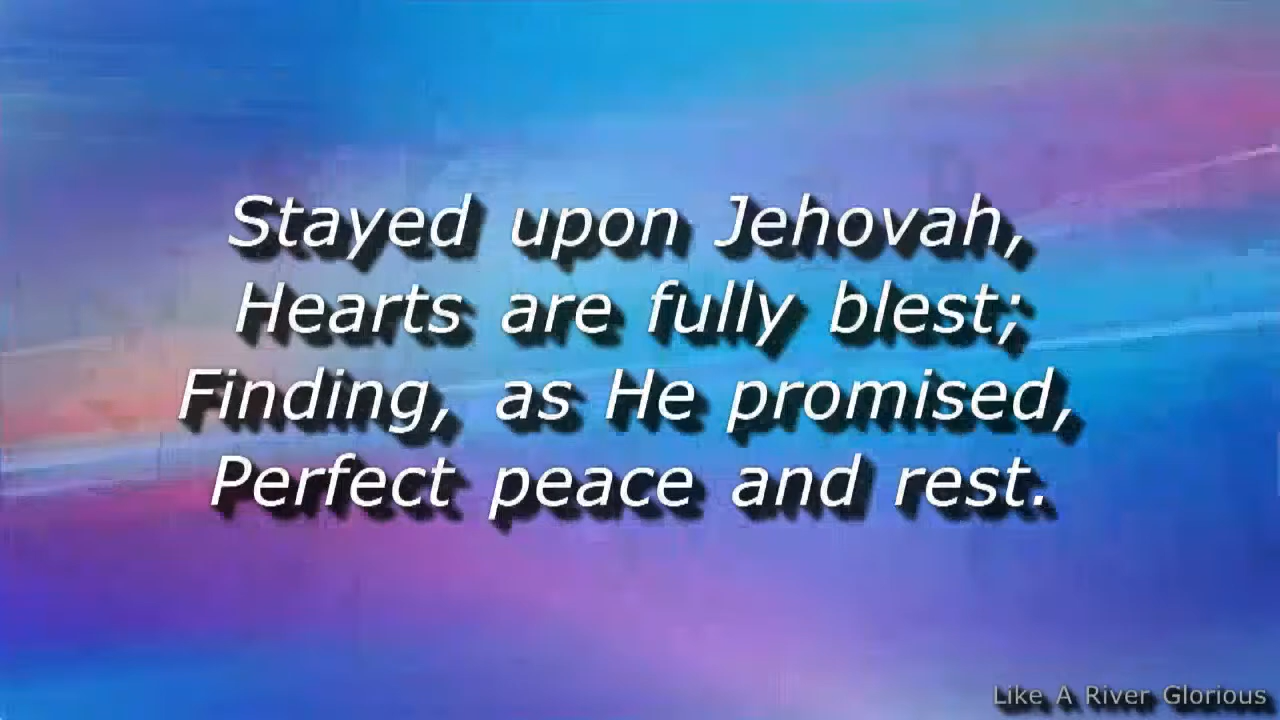 Stayed upon Jehovah,
Hearts are fully blest;
Finding, as He promised,
Perfect peace and rest.
Like A River Glorious